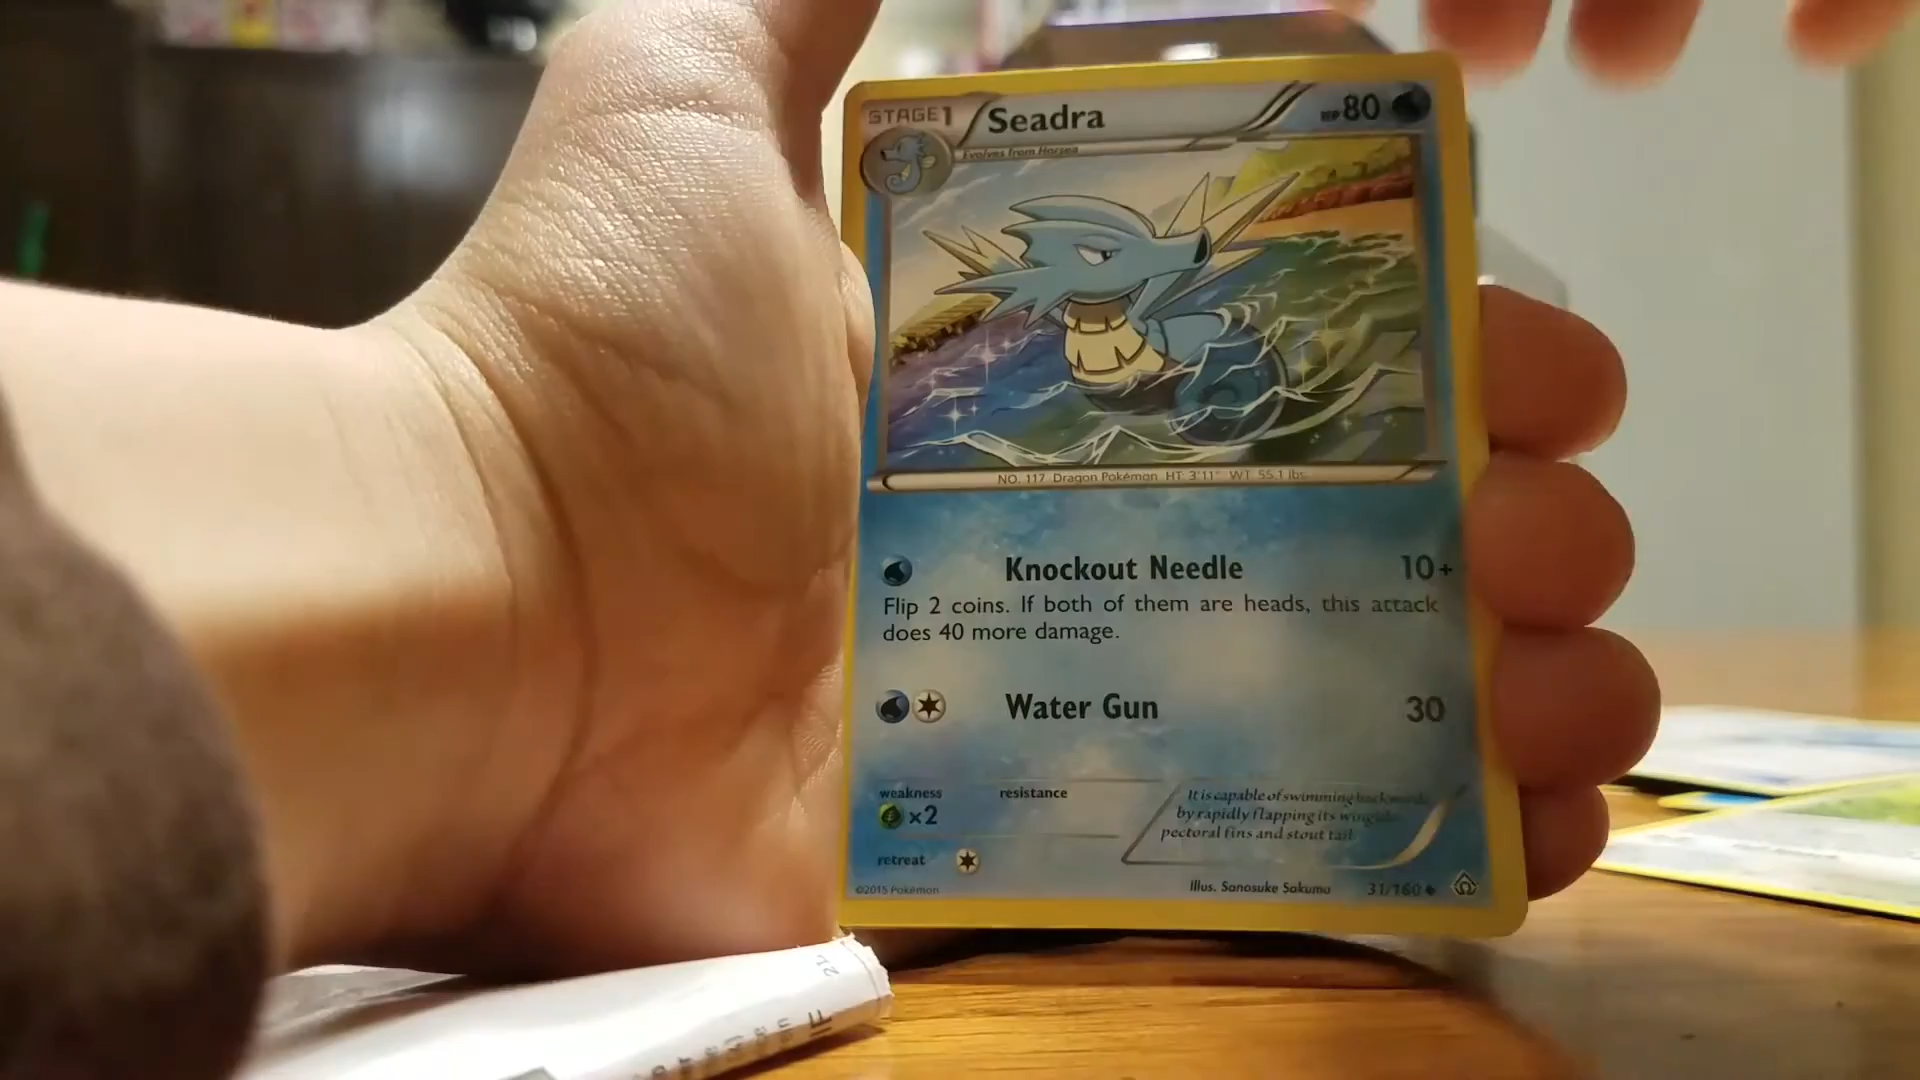 STAGE1
Seadra
HP80
Evolves from Horsea
NO. 117 Dragon Pokémon HT: 3'11" WT: 55.1 lbs.
Knockout Needle 10+
Flip 2 coins. If both of them are heads, this attack
does 40 more damage.
Water Gun 30
weakness
×2
resistance
It is capable of swimming backwards
by rapidly flapping its winglike
pectoral fins and stout tail.
retreat
©2015 Pokémon
Illus. Sanosuke Sakuma
31/160